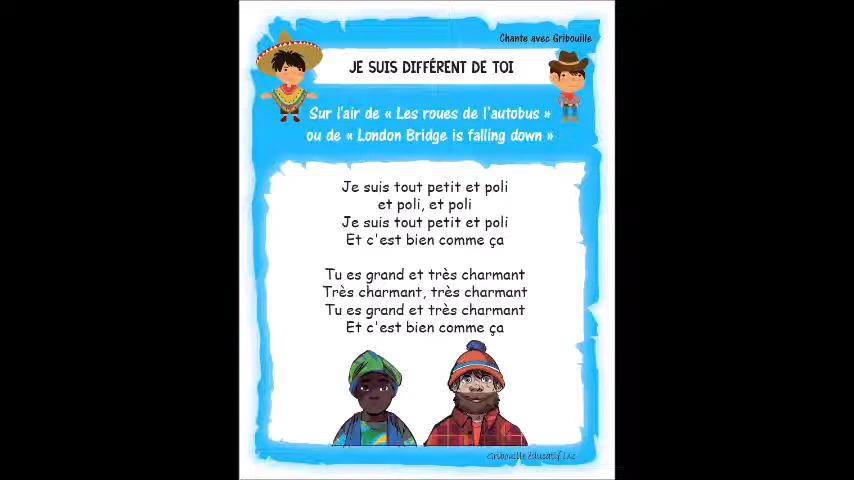 Chante avec Gribouille
JE SUIS DIFFÉRENT DE TOI
Sur l'air de « Les roues de l'autobus »
ou de « London Bridge is falling down »
Je suis tout petit et poli
et poli, et poli
Je suis tout petit et poli
Et c'est bien comme ça
Tu es grand et très charmant
Très charmant, très charmant
Tu es grand et très charmant
Et c'est bien comme ça
Gribouille Éducatif Inc